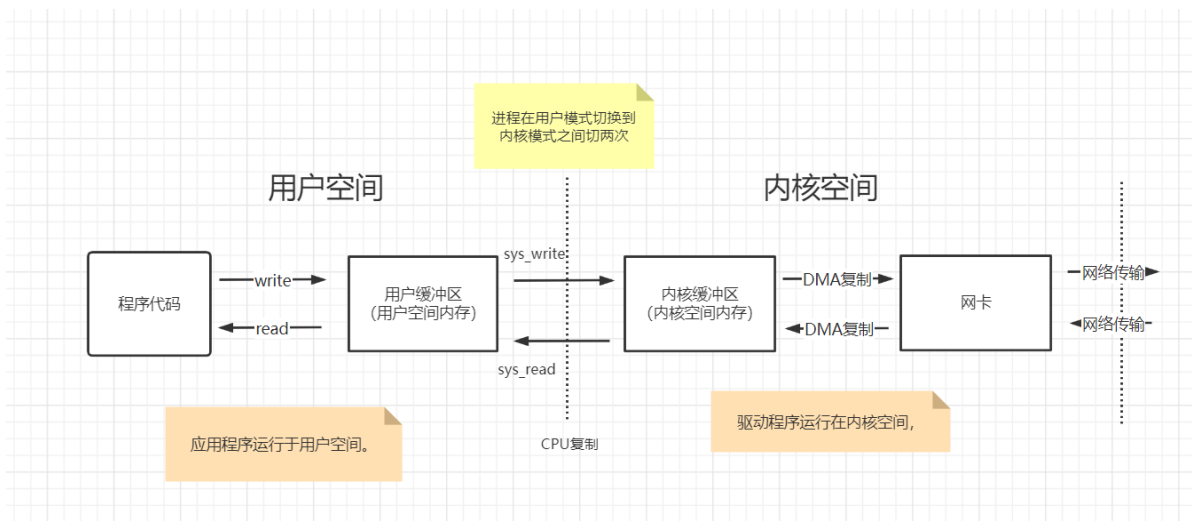 进程在用户模式切换到
内核模式之间切两次
用户空间
内核空间
sys_write
程序代码
write
read
用户缓冲区
（用户空间内存）
内核缓冲区
（内核空间内存）
DMA复制
DMA复制
网卡
网络传输
网络传输
sys_read
应用程序运行于用户空间。
CPU复制
驱动程序运行在内核空间，